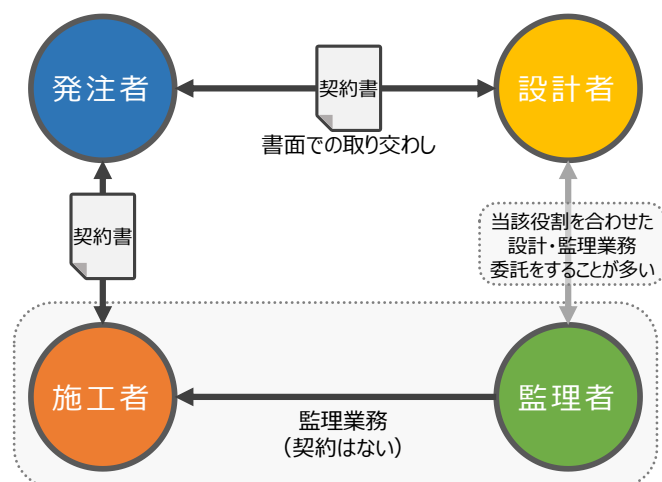 発注者
契約書
設計者
書面での取り交わし
契約書
当該役割を合わせた
設計・監理業務
委託をすることが多い
施工者
監理者
監理業務
（契約はない）